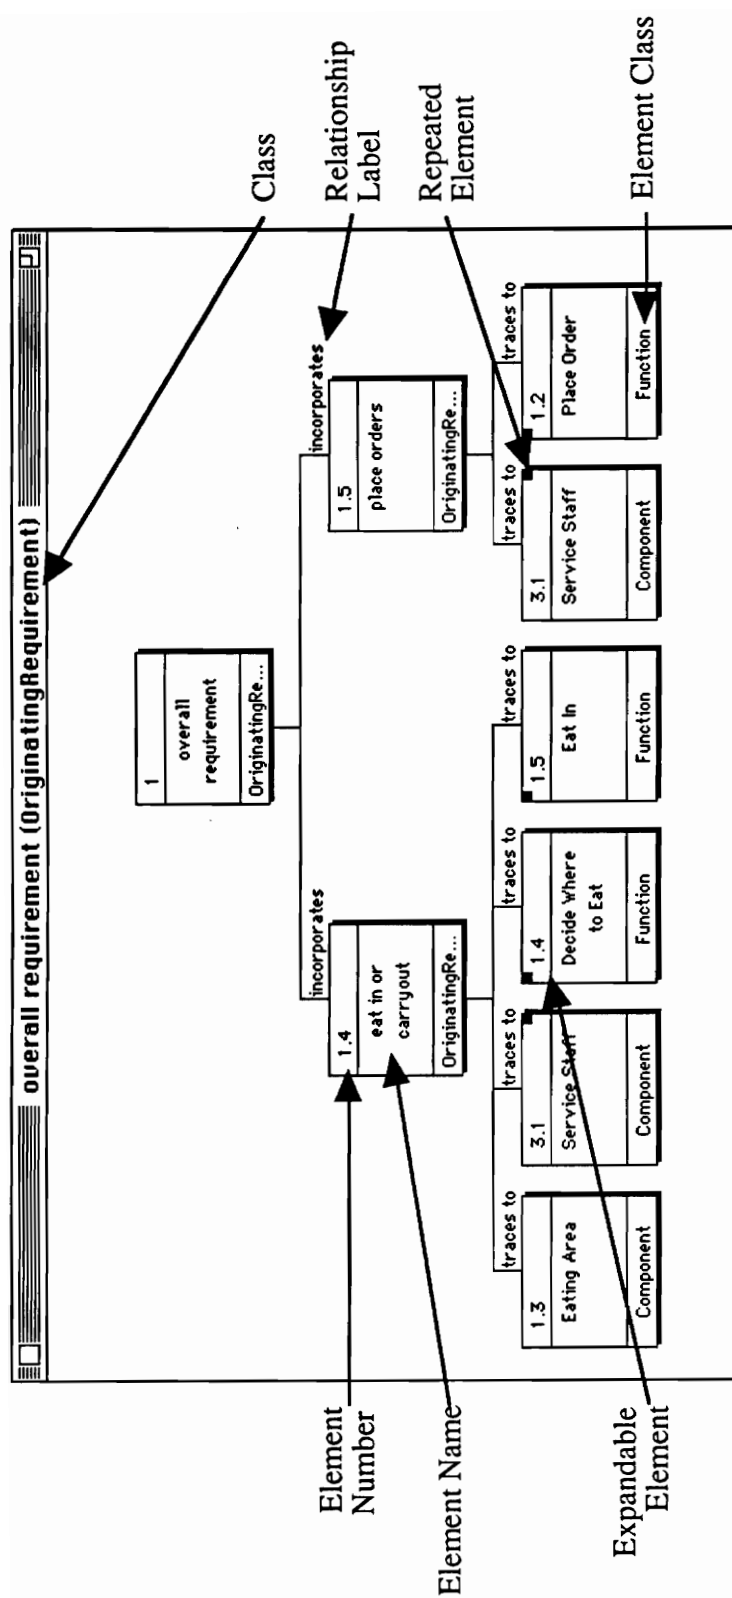 Class
Relationship
Label
Repeated
Element
Element Class
overall requirement (OriginatingRequirement)
1
overall
requirement
OriginatingRe...
incorporates
incorporates
1.4
eat in or
carryout
OriginatingRe...
1.5
place orders
OriginatingRe...
traces to
traces to
traces to
traces to
traces to
traces to
1.3
Eating Area
Component
3.1
Service Staff
Component
1.4
Decide Where
to Eat
Function
1.5
Eat In
Function
3.1
Service Staff
Component
1.2
Place Order
Function
Element
Number
Element Name
Expandable
Element